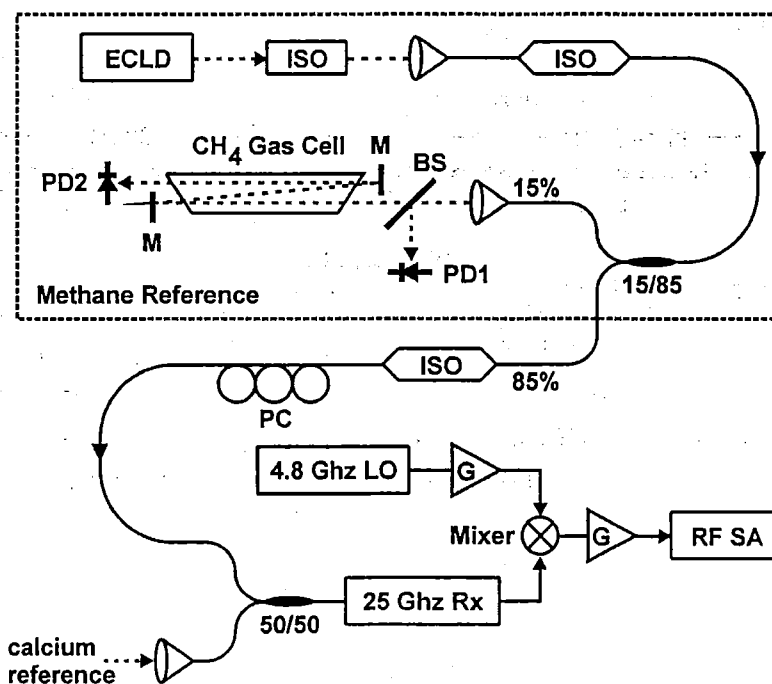 ECLD
ISO
ISO
CH4 Gas Cell
M
BS
PD2
15%
M
PD1
15/85
Methane Reference
ISO
85%
PC
4.8 Ghz LO
G
Mixer
G
RF SA
25 Ghz Rx
50/50
calcium
reference